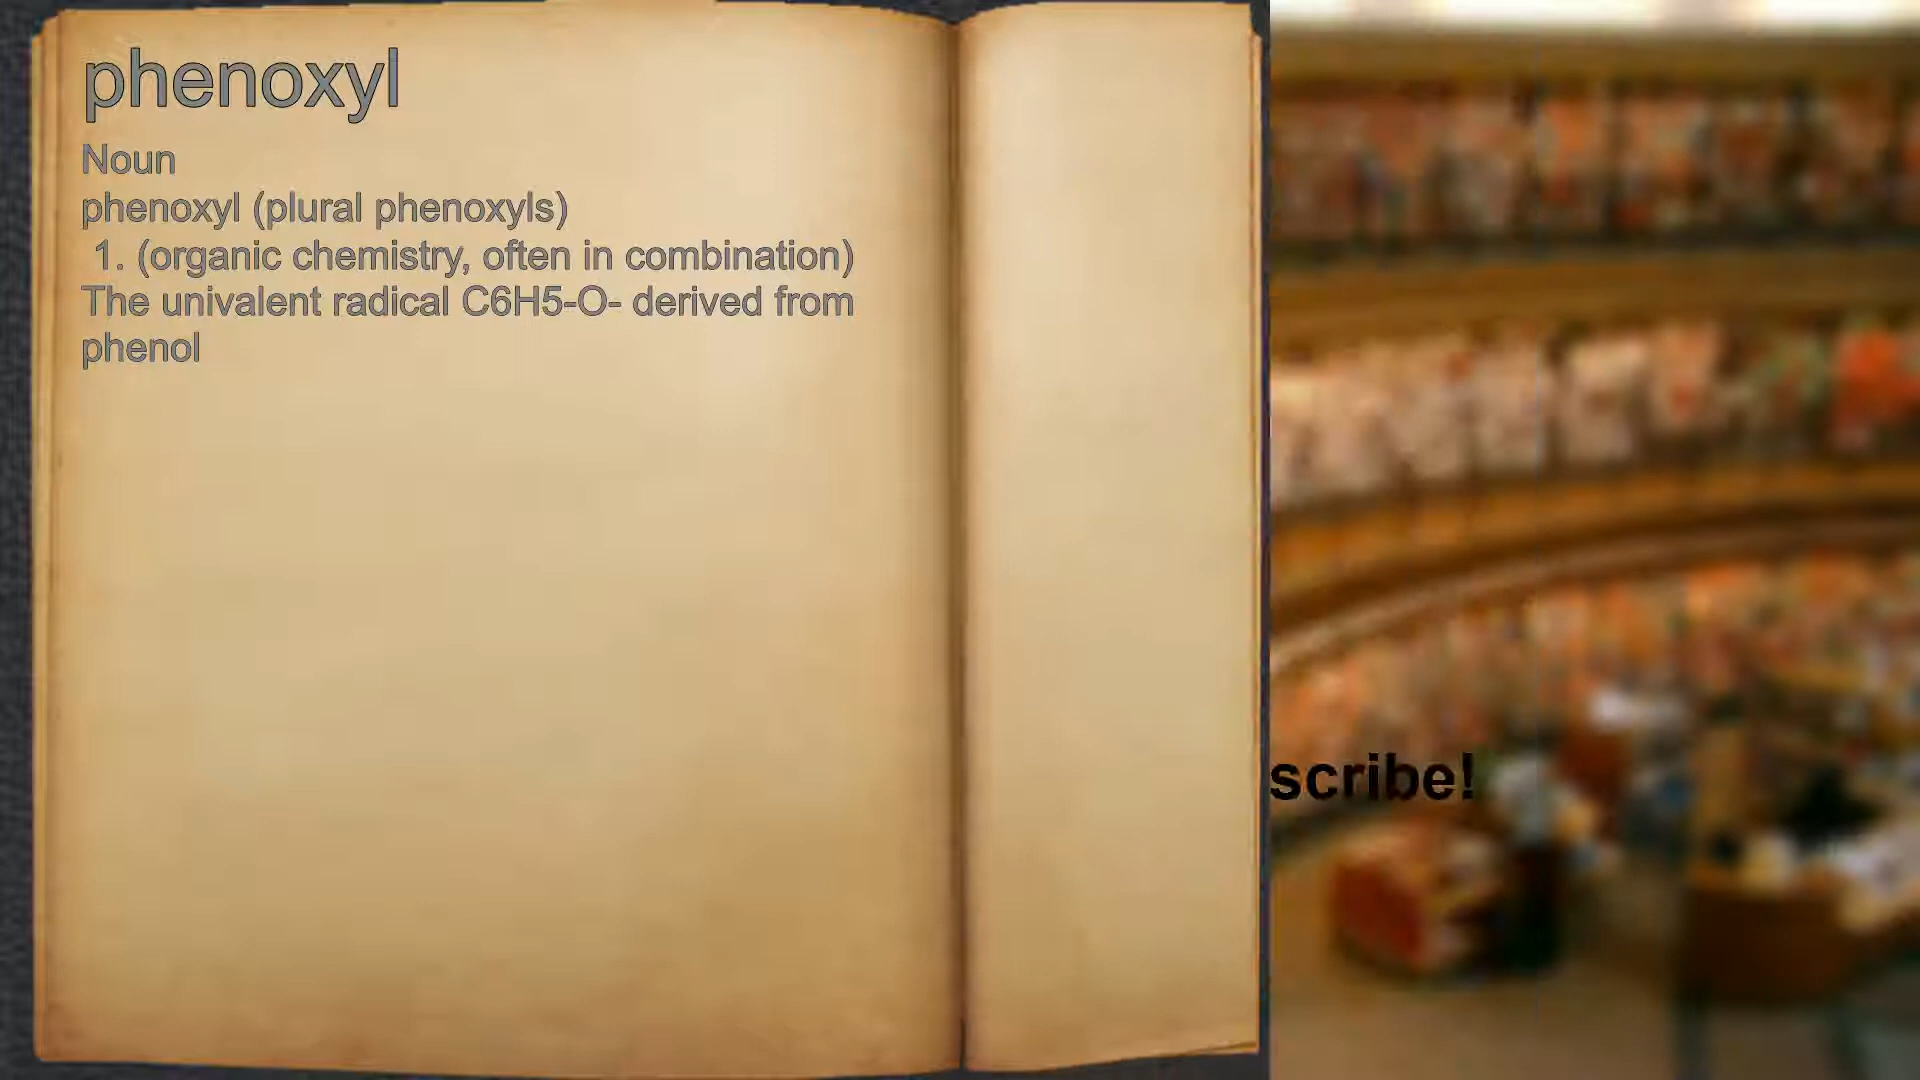 phenoxyl
Noun
phenoxyl (plural phenoxyls)
1. (organic chemistry, often in combination)
The univalent radical C6H5-O- derived from
phenol
scribe!